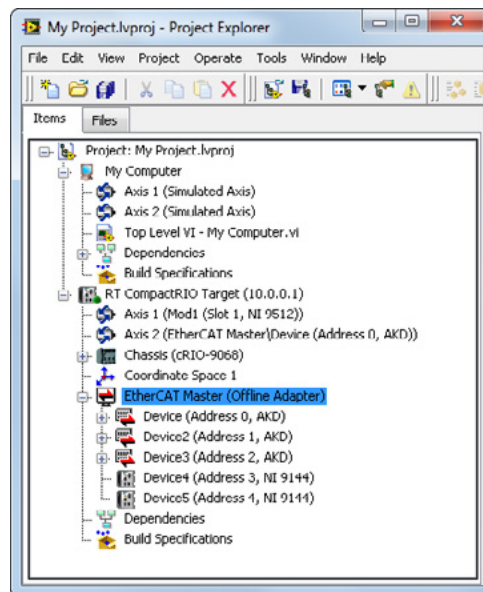 My Project.lvproj - Project Explorer
File Edit View Project Operate Tools Window Help
Items Files
Project: My Project.lvproj
My Computer
Axis 1 (Simulated Axis)
Axis 2 (Simulated Axis)
Top Level VI - My Computer.vi
Dependencies
Build Specifications
RT CompactRIO Target (10.0.0.1)
Axis 1 (Mod1 (Slot 1, NI 9512))
Axis 2 (EtherCAT Master\Device (Address 0, AKD))
Chassis (cRIO-9068)
Coordinate Space 1
EtherCAT Master (Offline Adapter)
Device (Address 0, AKD)
Device2 (Address 1, AKD)
Device3 (Address 2, AKD)
Device4 (Address 3, NI 9144)
Device5 (Address 4, NI 9144)
Dependencies
Build Specifications